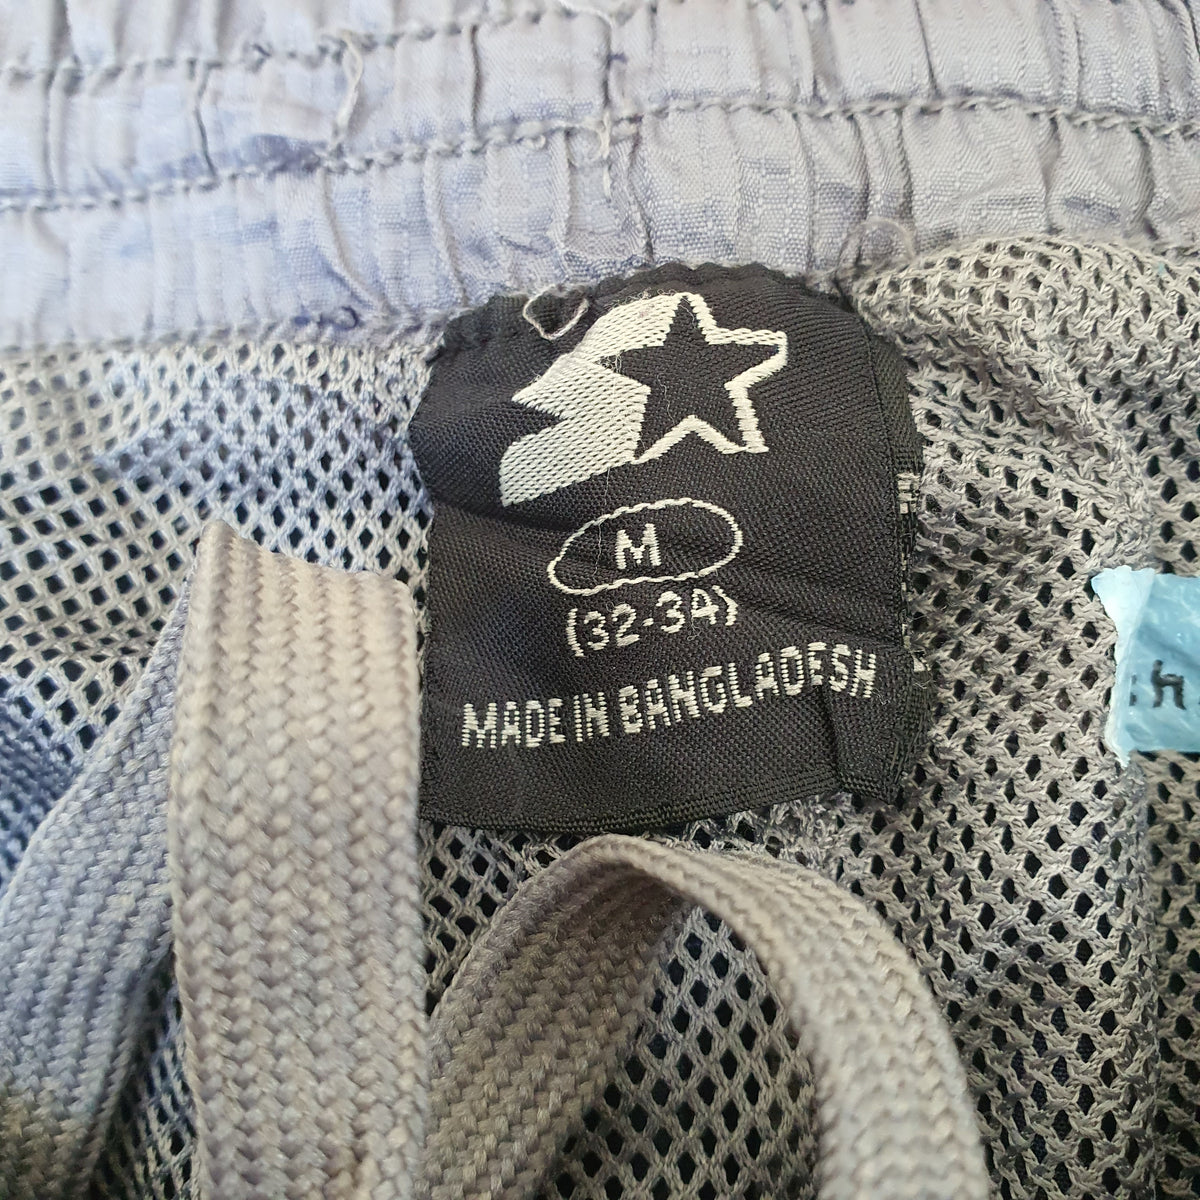 M
(32-34)
MADE IN BANGLADESH